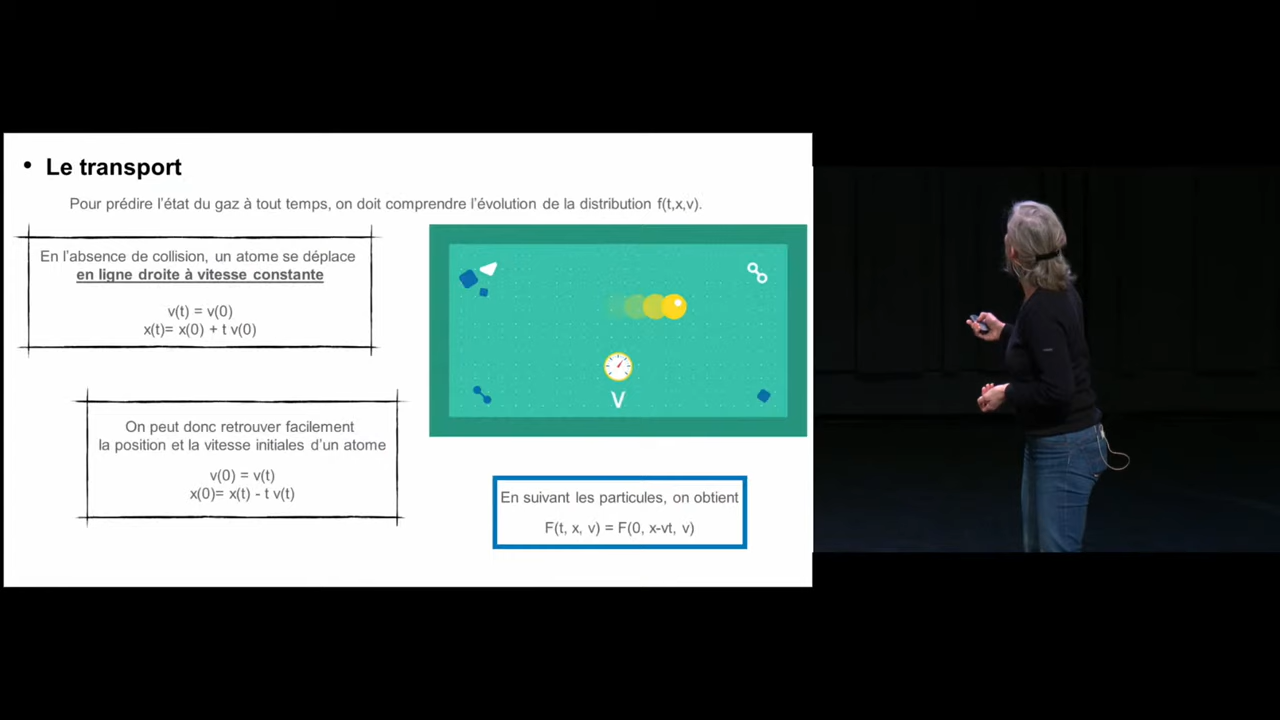 • Le transport
Pour prédire l'état du gaz à tout temps, on doit comprendre l'évolution de la distribution f(t,x,v).
En l'absence de collision, un atome se déplace
en ligne droite à vitesse constante
v(t) = v(0)
x(t)= x(0) + t v(0)
On peut donc retrouver facilement
la position et la vitesse initiales d'un atome
v(0) = v(t)
x(0)= x(t) - t v(t)
V
En suivant les particules, on obtient
F(t, x, v) = F(0, x-vt, v)